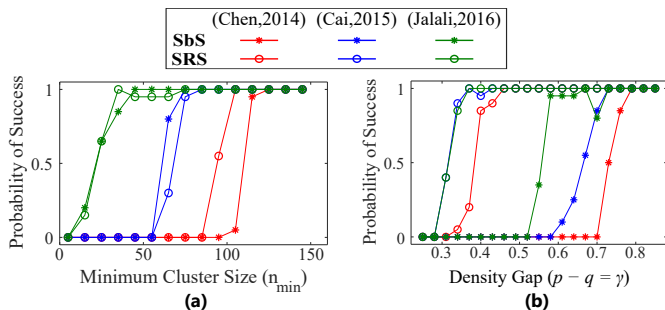 (Chen,2014) (Cai,2015) (Jalali,2016)
SbS
SRS
Probability of Success
1
0.5
0
0 50 100 150
Minimum Cluster Size (n_min)
(a)
Probability of Success
1
0.5
0
0.3 0.4 0.5 0.6 0.7 0.8
Density Gap (p − q = γ)
(b)